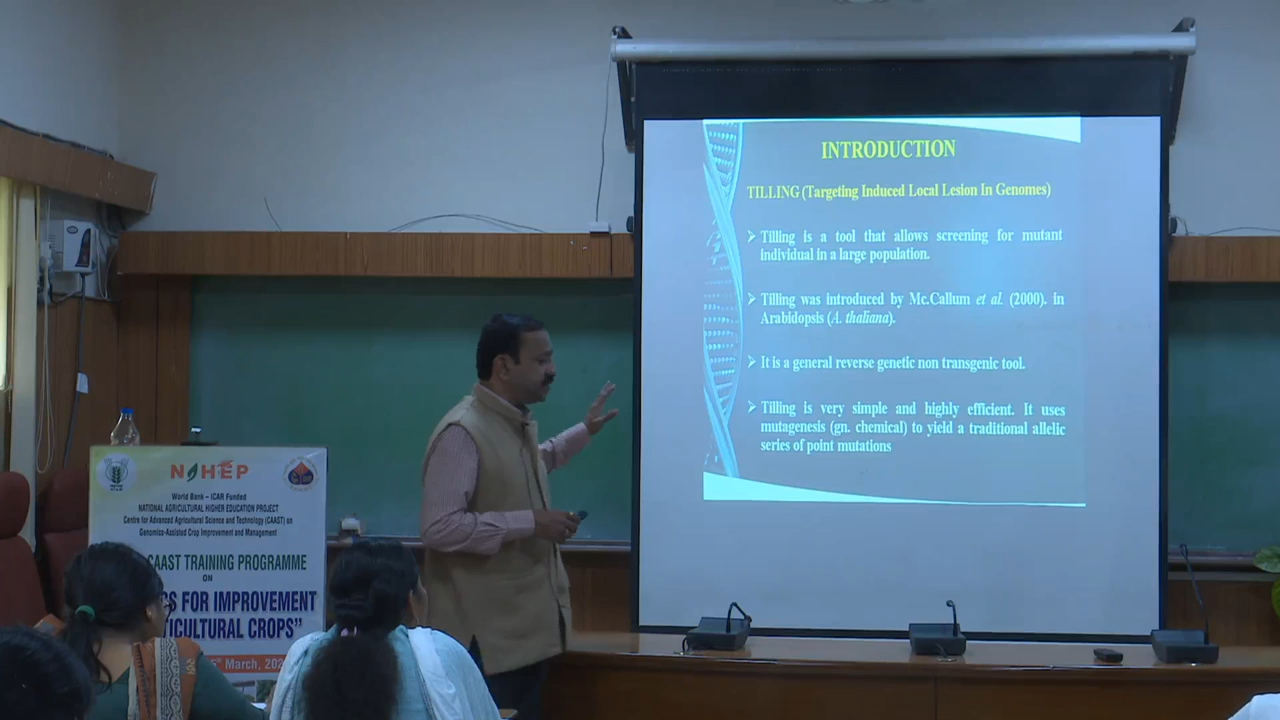 INTRODUCTION
TILLING (Targeting Induced Local Lesion In Genomes)
Tilling is a tool that allows screening for mutant
individual in a large population.
Tilling was introduced by Mc.Callum et al. (2000). in
Arabidopsis (A. thaliana).
It is a general reverse genetic non transgenic tool.
Tilling is very simple and highly efficient. It uses
mutagenesis (gn. chemical) to yield a traditional allelic
series of point mutations
NAHEP
World Bank – ICAR Funded
NATIONAL AGRICULTURAL HIGHER EDUCATION PROJECT
Centre for Advanced Agricultural Science and Technology (CAAST) on
Genomics-Assisted Crop Improvement and Management
CAAST TRAINING PROGRAMME
ON
FOR IMPROVEMENT
CROPS”
March,